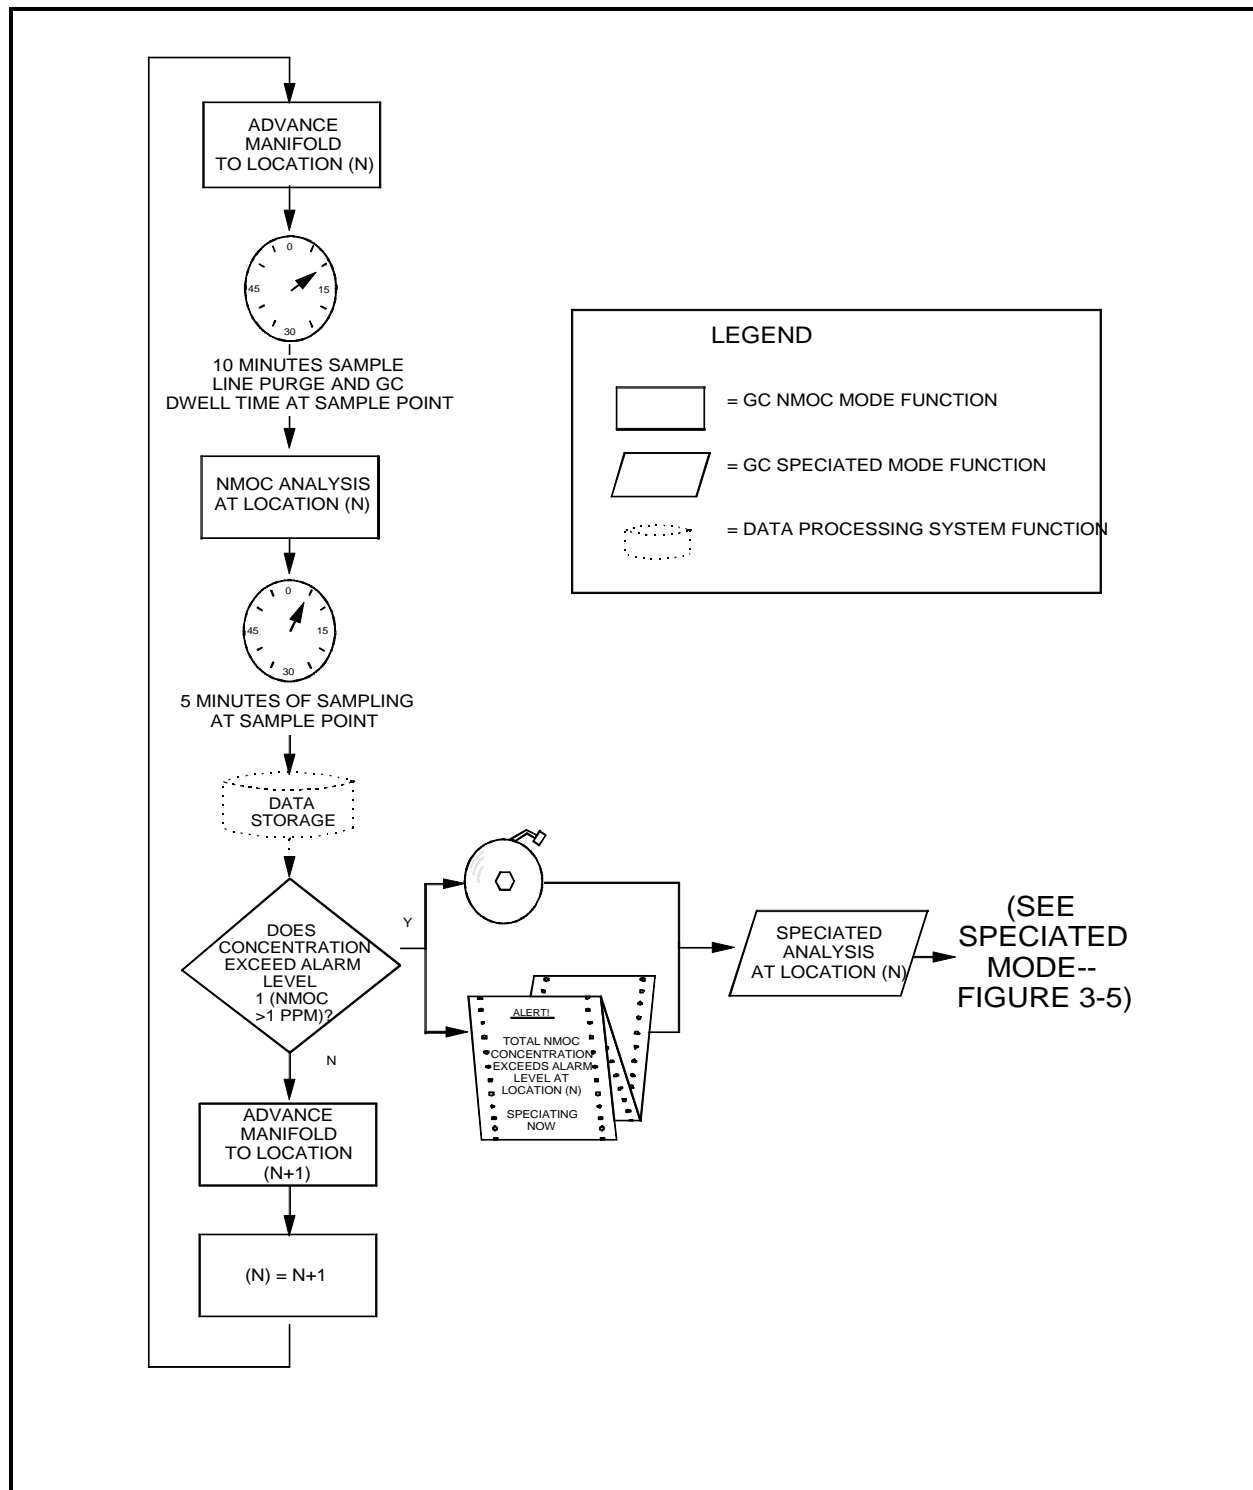 ADVANCE
MANIFOLD
TO LOCATION (N)
0
45
15
30
10 MINUTES SAMPLE
LINE PURGE AND GC
DWELL TIME AT SAMPLE POINT
NMOC ANALYSIS
AT LOCATION (N)
0
45
15
30
5 MINUTES OF SAMPLING
AT SAMPLE POINT
DATA
STORAGE
DOES
CONCENTRATION
EXCEED ALARM
LEVEL
1 (NMOC
>1 PPM)?
Y
N
ADVANCE
MANIFOLD
TO LOCATION
(N+1)
(N) = N+1
ALERT!
TOTAL NMOC
CONCENTRATION
EXCEEDS ALARM
LEVEL AT
LOCATION (N)
SPECIATING
NOW
SPECIATED
ANALYSIS
AT LOCATION (N)
(SEE
SPECIATED
MODE--
FIGURE 3-5)
LEGEND
= GC NMOC MODE FUNCTION
= GC SPECIATED MODE FUNCTION
= DATA PROCESSING SYSTEM FUNCTION